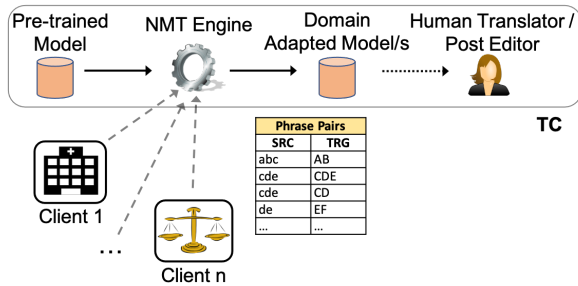 Pre-trained
Model
NMT Engine
Domain
Adapted Model/s
Human Translator /
Post Editor
TC
Client 1
...
Client n
Phrase Pairs
SRC TRG
abc AB
cde CDE
cde CD
de EF
... ...